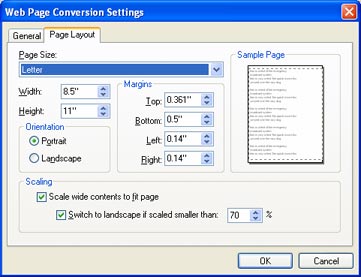 Web Page Conversion Settings
General
Page Layout
Page Size:
Letter
Width: 8.5"
Height: 11"
Orientation
Portrait
Landscape
Margins
Top: 0.361"
Bottom: 0.5"
Left: 0.14"
Right: 0.14"
Sample Page
Scaling
Scale wide contents to fit page
Switch to landscape if scaled smaller than: 70 %
OK
Cancel